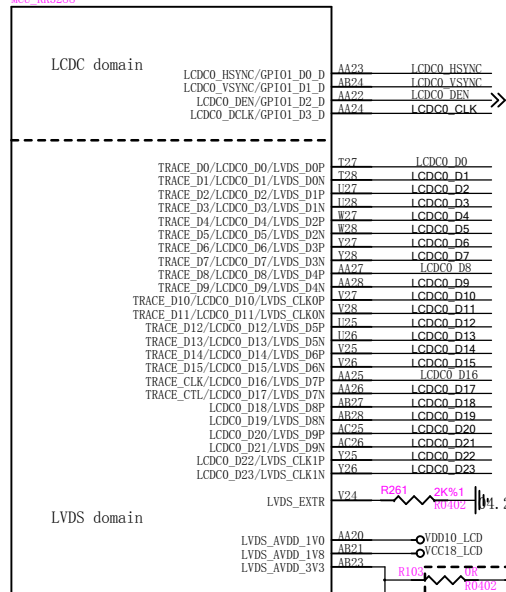 LCDC domain
LCDC0_HSYNC/GPIO1_D0_D AA23 LCDC0_HSYNC
LCDC0_VSYNC/GPIO1_D1_D AB24 LCDC0_VSYNC
LCDC0_DEN/GPIO1_D2_D AA22 LCDC0_DEN
LCDC0_DCLK/GPIO1_D3_D AA24 LCDC0_CLK
TRACE_D0/LCDC0_D0/LVDS_D0P T27 LCDC0_D0
TRACE_D1/LCDC0_D1/LVDS_D0N T28 LCDC0_D1
TRACE_D2/LCDC0_D2/LVDS_D1P U27 LCDC0_D2
TRACE_D3/LCDC0_D3/LVDS_D1N U28 LCDC0_D3
TRACE_D4/LCDC0_D4/LVDS_D2P W27 LCDC0_D4
TRACE_D5/LCDC0_D5/LVDS_D2N W28 LCDC0_D5
TRACE_D6/LCDC0_D6/LVDS_D3P Y27 LCDC0_D6
TRACE_D7/LCDC0_D7/LVDS_D3N Y28 LCDC0_D7
TRACE_D8/LCDC0_D8/LVDS_D4P AA27 LCDC0_D8
TRACE_D9/LCDC0_D9/LVDS_D4N AA28 LCDC0_D9
TRACE_D10/LCDC0_D10/LVDS_CLK0P V27 LCDC0_D10
TRACE_D11/LCDC0_D11/LVDS_CLK0N V28 LCDC0_D11
TRACE_D12/LCDC0_D12/LVDS_D5P U25 LCDC0_D12
TRACE_D13/LCDC0_D13/LVDS_D5N U26 LCDC0_D13
TRACE_D14/LCDC0_D14/LVDS_D6P V25 LCDC0_D14
TRACE_D15/LCDC0_D15/LVDS_D6N V26 LCDC0_D15
TRACE_CLK/LCDC0_D16/LVDS_D7P AA25 LCDC0_D16
TRACE_CTL/LCDC0_D17/LVDS_D7N AA26 LCDC0_D17
LCDC0_D18/LVDS_D8P AB27 LCDC0_D18
LCDC0_D19/LVDS_D8N AB28 LCDC0_D19
LCDC0_D20/LVDS_D9P AC25 LCDC0_D20
LCDC0_D21/LVDS_D9N AC26 LCDC0_D21
LCDC0_D22/LVDS_CLK1P Y25 LCDC0_D22
LCDC0_D23/LVDS_CLK1N Y26 LCDC0_D23
R261 2K%1
LVDS_EXTR V24 R0402
LVDS domain
LVDS_AVDD_1V0 AA20 VDD10_LCD
LVDS_AVDD_1V8 AB21 VCC18_LCD
LVDS_AVDD_3V3 AB23
R103 0R
R0402